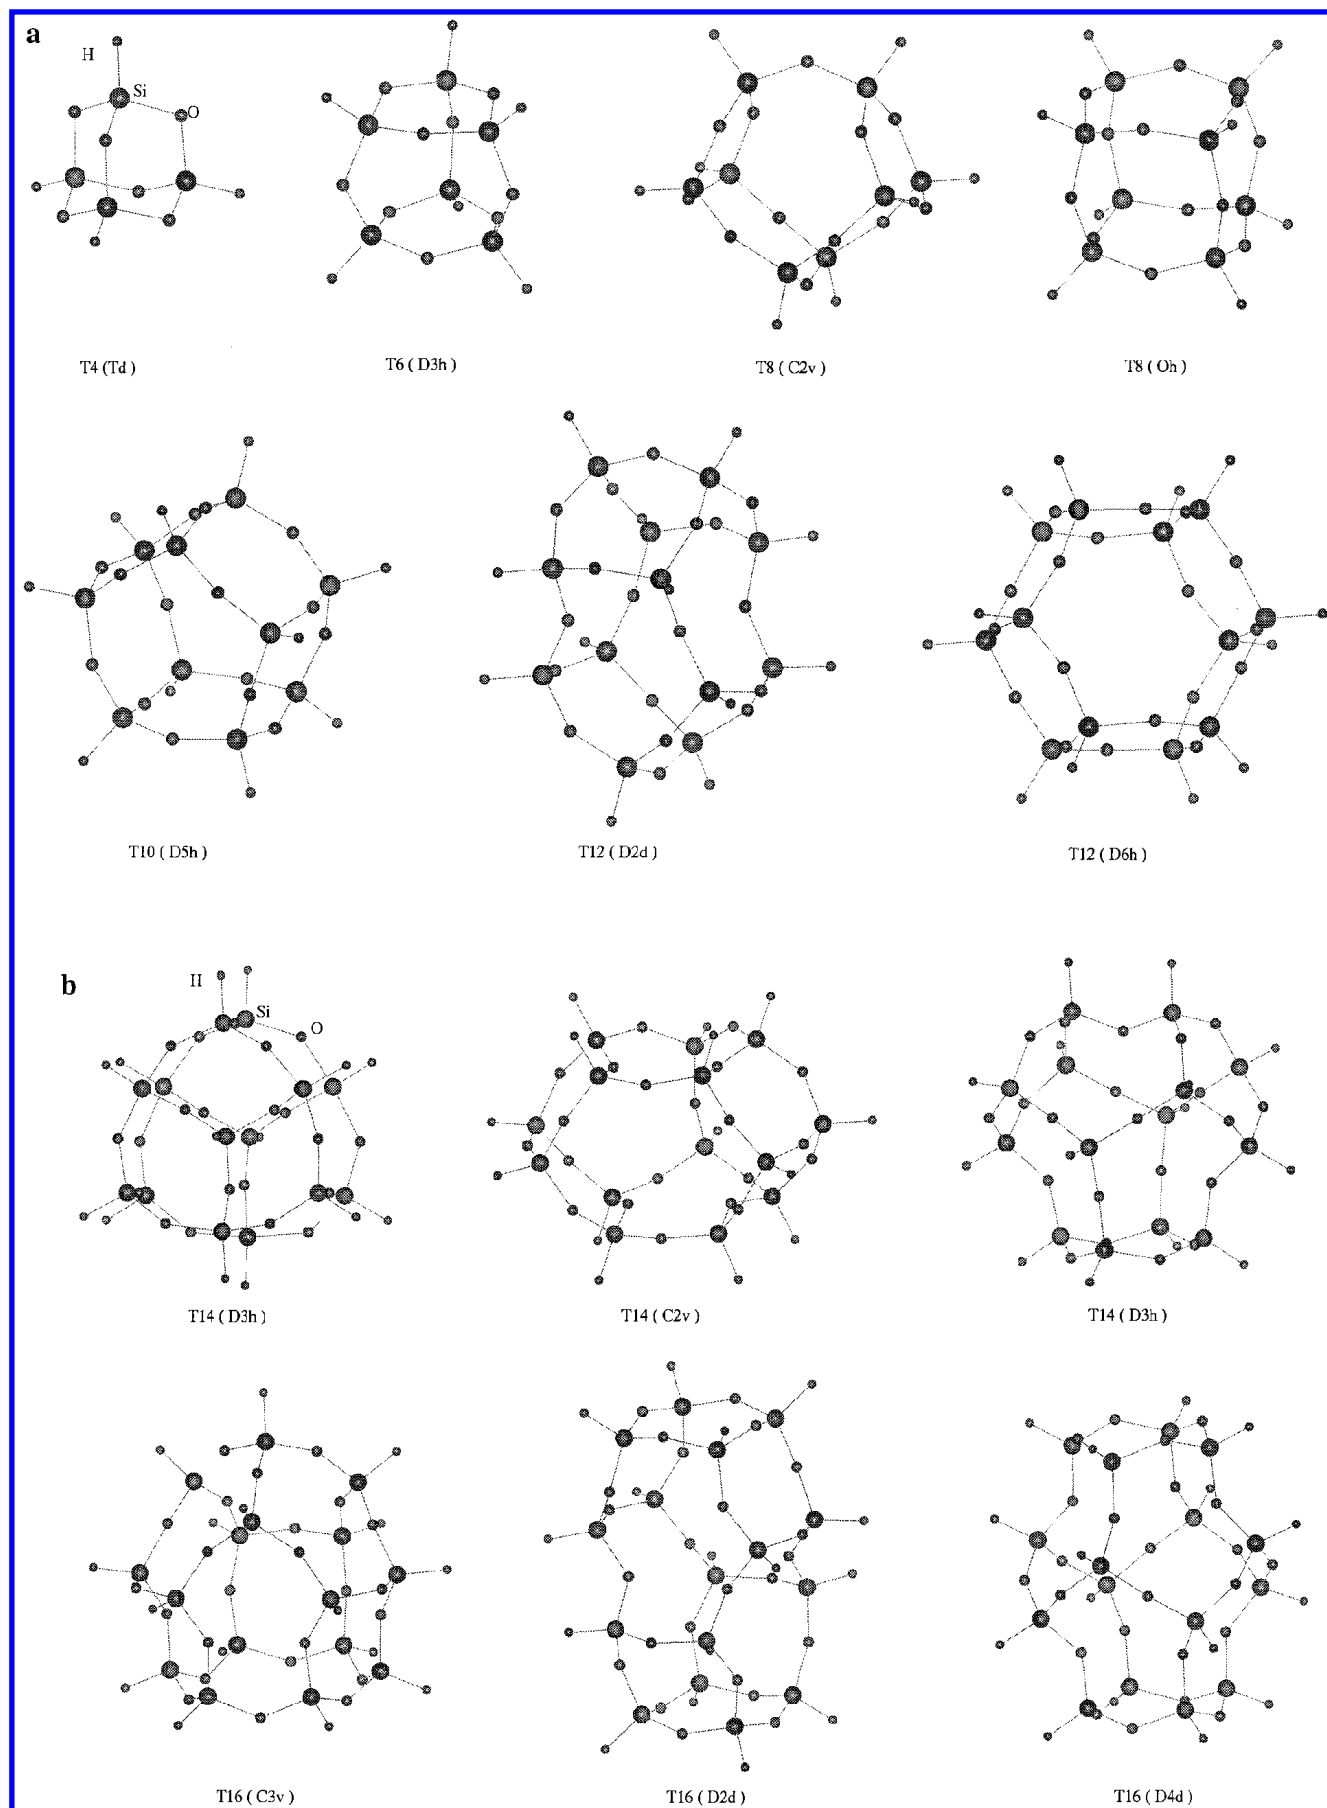 a
H
Si
O
T4 (Td )
T6 ( D3h )
T8 ( C2v )
T8 ( Oh )
T10 ( D5h )
T12 ( D2d )
T12 ( D6h )
b
H
Si
O
T14 ( D3h )
T14 ( C2v )
T14 ( D3h )
T16 ( C3v )
T16 ( D2d )
T16 ( D4d )